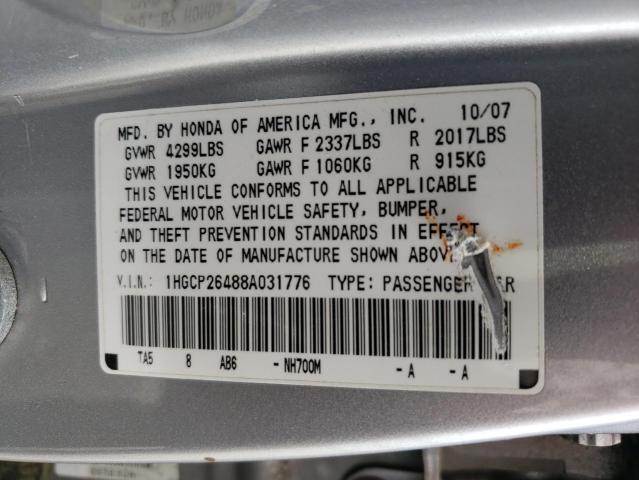 MFD. BY HONDA OF AMERICA MFG., INC. 10/07
GVWR 4299LBS GAWR F 2337LBS R 2017LBS
GVWR 1950KG GAWR F 1060KG R 915KG
THIS VEHICLE CONFORMS TO ALL APPLICABLE
FEDERAL MOTOR VEHICLE SAFETY, BUMPER,
AND THEFT PREVENTION STANDARDS IN EFFECT
ON THE DATE OF MANUFACTURE SHOWN ABOVE.
V.I.N.: 1HGCP26488A031776 TYPE: PASSENGER
TA5 8 AB6 - NH700M - A - A